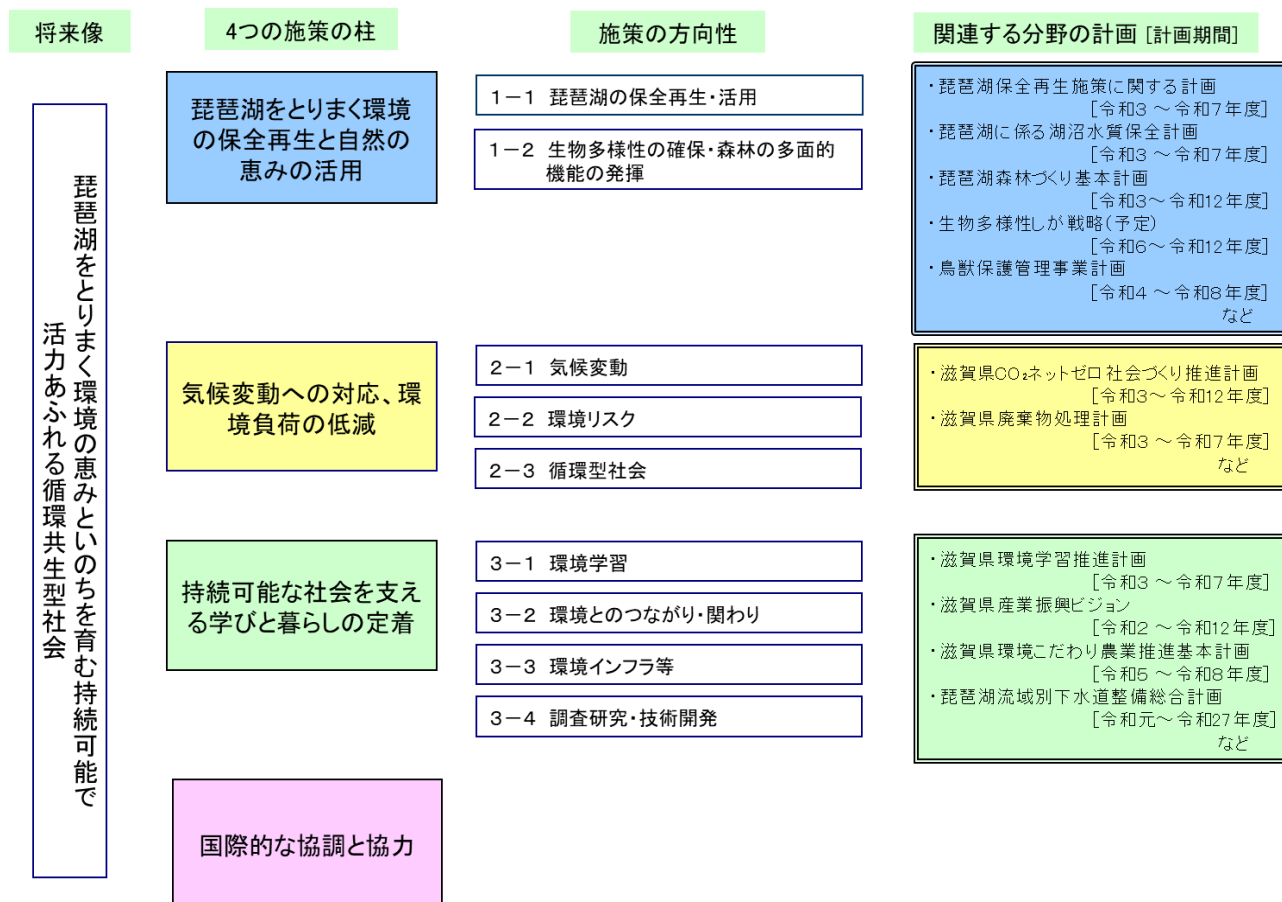 将来像
4つの施策の柱
施策の方向性
関連する分野の計画 [計画期間]
琵琶湖をとりまく環境の恵みといのちを育む持続可能で
活力あふれる循環共生型社会
琵琶湖をとりまく環境
の保全再生と自然の
恵みの活用
1－1 琵琶湖の保全再生・活用
1－2 生物多様性の確保・森林の多面的
機能の発揮
・琵琶湖保全再生施策に関する計画
[令和3 ～令和7年度]
・琵琶湖に係る湖沼水質保全計画
[令和3 ～令和7年度]
・琵琶湖森林づくり基本計画
[令和3～令和12年度]
・生物多様性しが戦略(予定)
[令和6～令和12年度]
・鳥獣保護管理事業計画
[令和4 ～令和8年度]
など
気候変動への対応、環
境負荷の低減
2－1 気候変動
2－2 環境リスク
2－3 循環型社会
・滋賀県CO₂ネットゼロ社会づくり推進計画
[令和3～令和12年度]
・滋賀県廃棄物処理計画
[令和3 ～令和7年度]
など
持続可能な社会を支え
る学びと暮らしの定着
3－1 環境学習
3－2 環境とのつながり・関わり
3－3 環境インフラ等
3－4 調査研究・技術開発
・滋賀県環境学習推進計画
[令和3 ～令和7年度]
・滋賀県産業振興ビジョン
[令和2 ～令和12年度]
・滋賀県環境こだわり農業推進基本計画
[令和5 ～令和8年度]
・琵琶湖流域別下水道整備総合計画
[令和元～令和27年度]
など
国際的な協調と協力